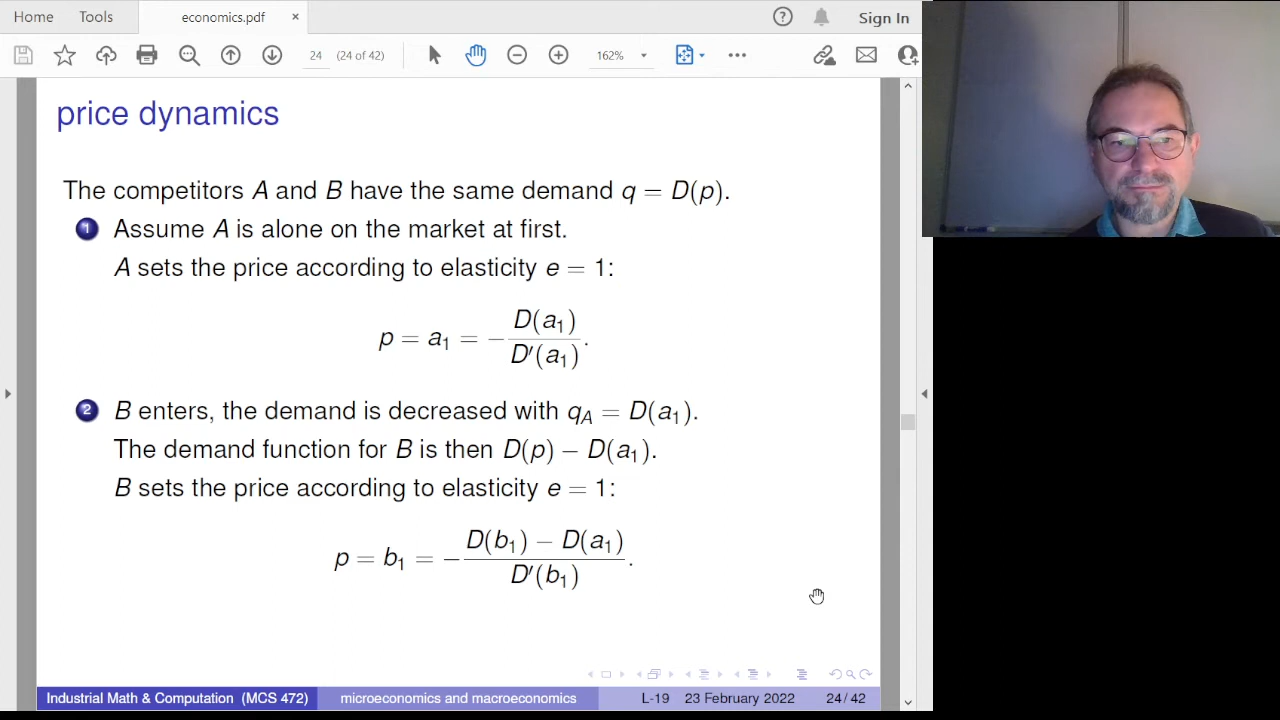 Home Tools economics.pdf × ? Sign In
24 (24 of 42) 162% •••
price dynamics
The competitors A and B have the same demand q = D(p).
1 Assume A is alone on the market at first.
A sets the price according to elasticity e = 1:
p = a₁ = − D(a₁) / D′(a₁) .
2 B enters, the demand is decreased with q_A = D(a₁).
The demand function for B is then D(p) − D(a₁).
B sets the price according to elasticity e = 1:
p = b₁ = − D(b₁) − D(a₁) / D′(b₁) .
Industrial Math & Computation (MCS 472) microeconomics and macroeconomics L-19 23 February 2022 24 / 42